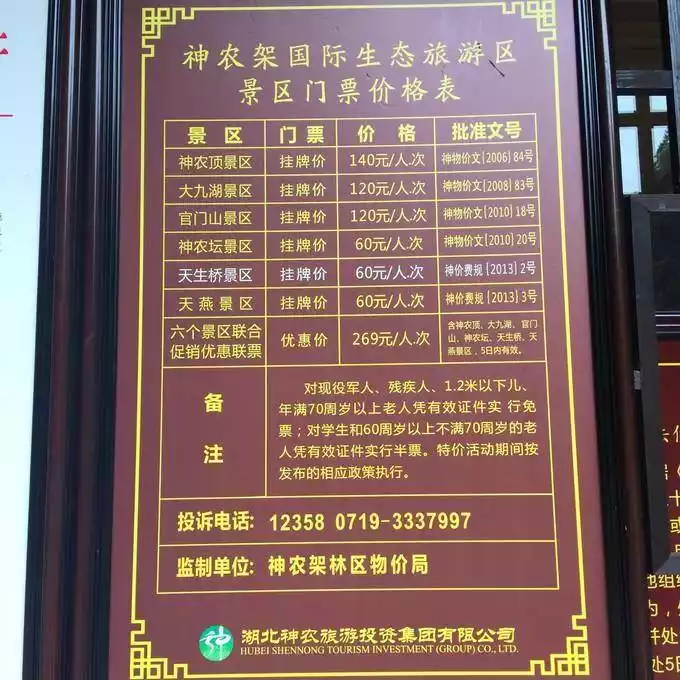 神农架国际生态旅游区
景区门票价格表
景 区 门 票 价 格 批准文号
神农顶景区 挂牌价 140元/人.次 神物价文[2006]84号
大九湖景区 挂牌价 120元/人.次 神物价文[2008]83号
官门山景区 挂牌价 120元/人.次 神物价文[2010]18号
神农坛景区 挂牌价 60元/人.次 神物价文[2010]20号
天生桥景区 挂牌价 60元/人.次 神价费规[2013]2号
天燕景区 挂牌价 60元/人.次 神价费规[2013]3号
六个景区联合
促销优惠联票
优惠价
269元/人.次
含神农顶、大九湖、官门
山、神农坛、天生桥、天
燕景区，5日内有效。
备
注
对现役军人、残疾人、1.2米以下儿、
年满70周岁以上老人凭有效证件实 行免
票；对学生和60周岁以上不满70周岁的老
人凭有效证件实行半票。特价活动期间按
发布的相应政策执行。
投诉电话: 12358 0719-3337997
监制单位: 神农架林区物价局
神
湖北神农旅游投资集团有限公司
HUBEI SHENNONG TOURISM INVESTMENT (GROUP) CO., LTD.